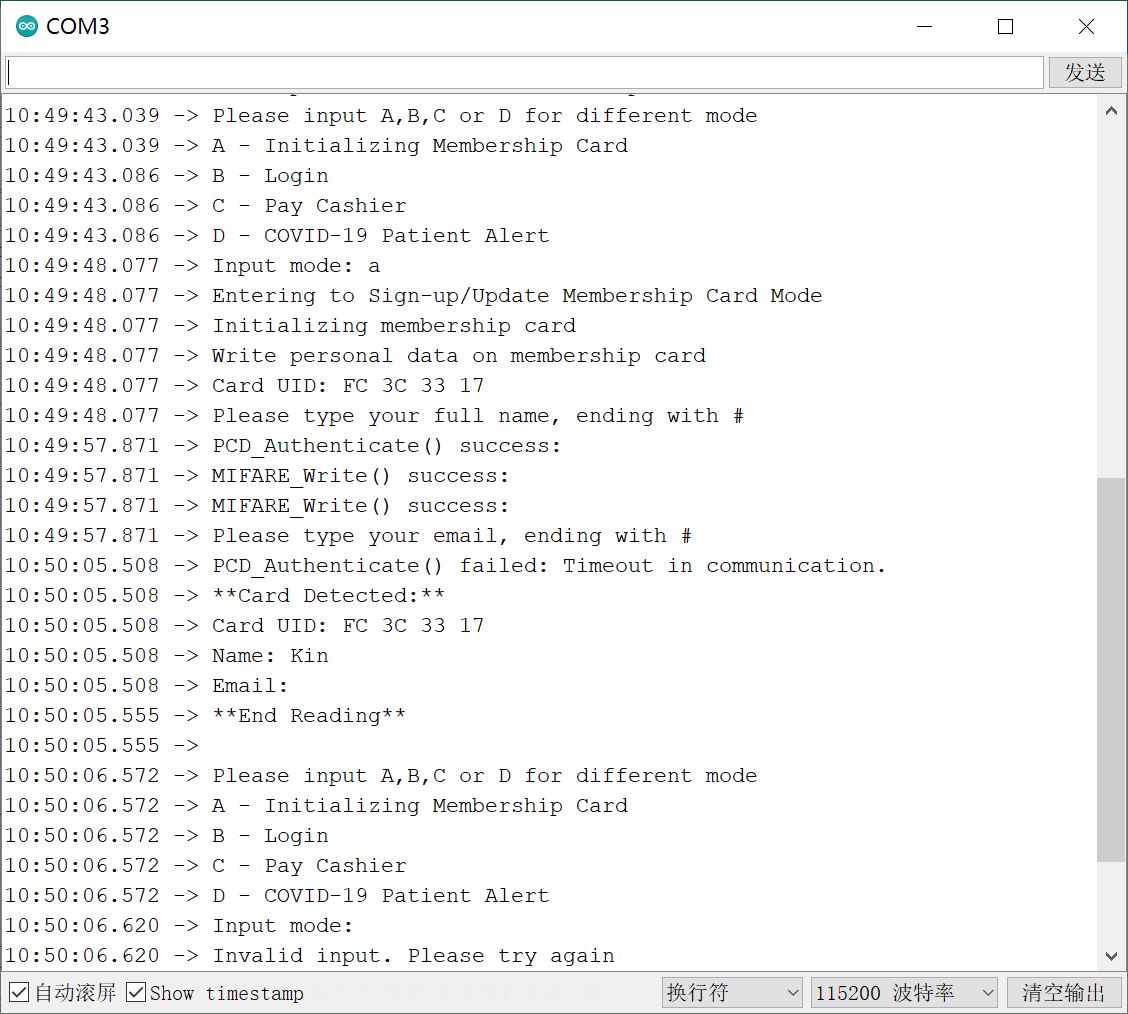 COM3
发送
10:49:43.039 -> Please input A,B,C or D for different mode
10:49:43.039 -> A - Initializing Membership Card
10:49:43.086 -> B - Login
10:49:43.086 -> C - Pay Cashier
10:49:43.086 -> D - COVID-19 Patient Alert
10:49:48.077 -> Input mode: a
10:49:48.077 -> Entering to Sign-up/Update Membership Card Mode
10:49:48.077 -> Initializing membership card
10:49:48.077 -> Write personal data on membership card
10:49:48.077 -> Card UID: FC 3C 33 17
10:49:48.077 -> Please type your full name, ending with #
10:49:57.871 -> PCD_Authenticate() success:
10:49:57.871 -> MIFARE_Write() success:
10:49:57.871 -> MIFARE_Write() success:
10:49:57.871 -> Please type your email, ending with #
10:50:05.508 -> PCD_Authenticate() failed: Timeout in communication.
10:50:05.508 -> **Card Detected:**
10:50:05.508 -> Card UID: FC 3C 33 17
10:50:05.508 -> Name: Kin
10:50:05.508 -> Email:
10:50:05.555 -> **End Reading**
10:50:05.555 ->
10:50:06.572 -> Please input A,B,C or D for different mode
10:50:06.572 -> A - Initializing Membership Card
10:50:06.572 -> B - Login
10:50:06.572 -> C - Pay Cashier
10:50:06.572 -> D - COVID-19 Patient Alert
10:50:06.620 -> Input mode:
10:50:06.620 -> Invalid input. Please try again
自动滚屏 Show timestamp 换行符 115200 波特率 清空输出